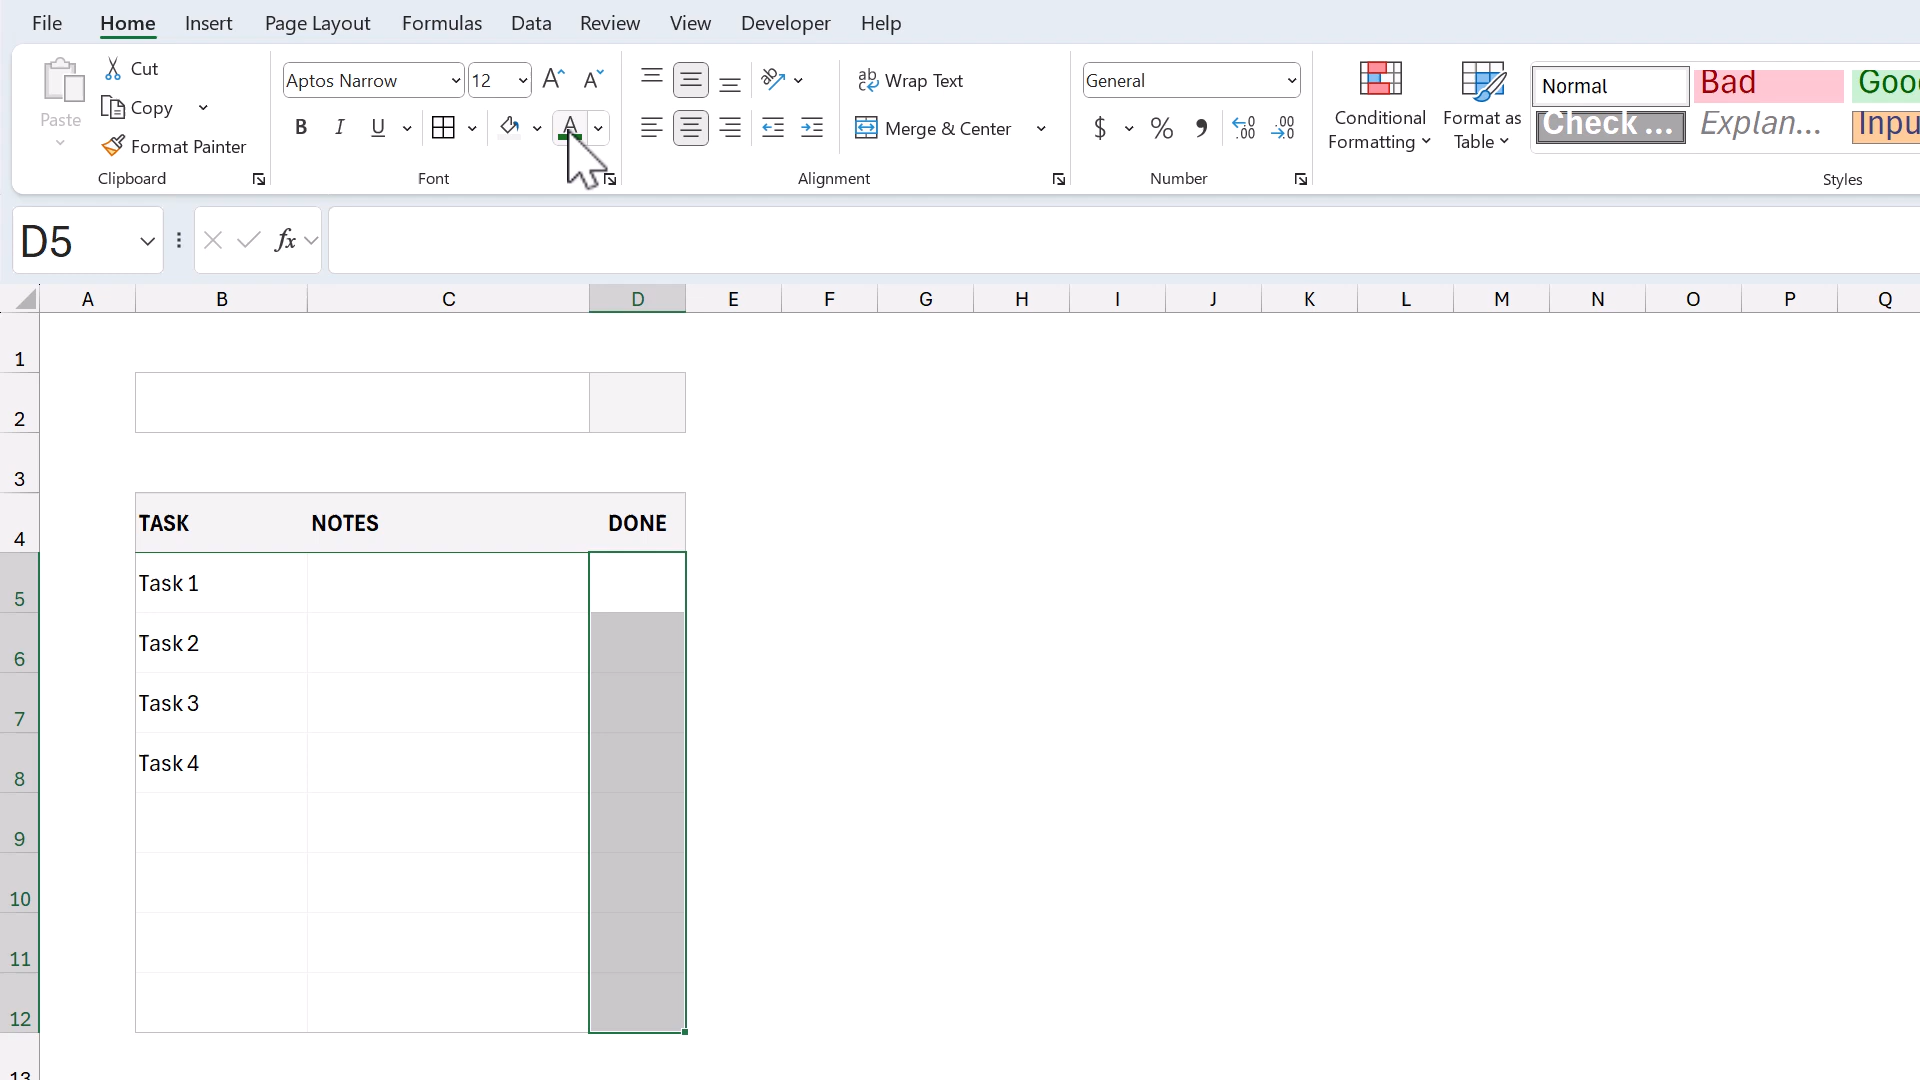 File Home Insert Page Layout Formulas Data Review View Developer Help
Paste
Cut
Copy
Format Painter
Clipboard
Aptos Narrow 12
B I U
Font
Wrap Text
Merge & Center
Alignment
General
$ %
Number
Conditional
Formatting
Format as
Table
Normal Bad
Check ... Explan...
Styles
D5
fx
A B C D E F G H I J K L M N O P Q
1
2
3
4 TASK NOTES DONE
5 Task 1
6 Task 2
7 Task 3
8 Task 4
9
10
11
12
13